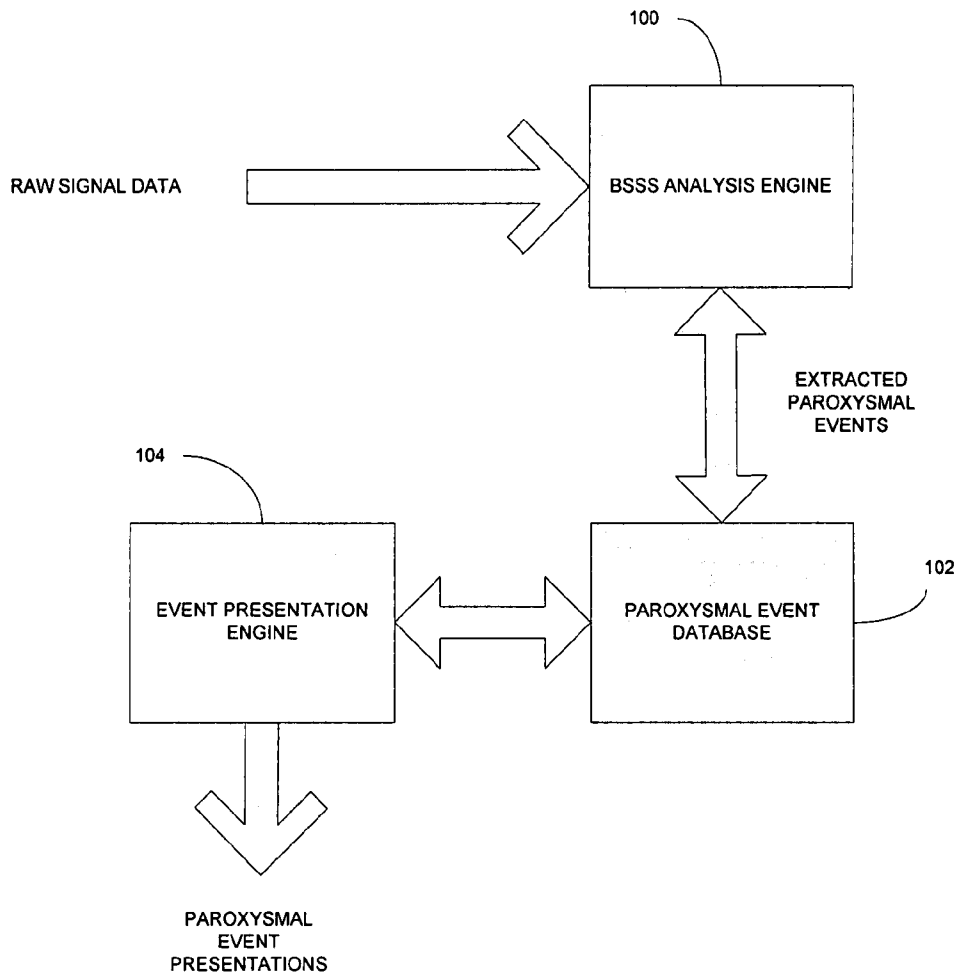 100
RAW SIGNAL DATA
BSSS ANALYSIS ENGINE
EXTRACTED
PAROXYSMAL
EVENTS
104
EVENT PRESENTATION
ENGINE
PAROXYSMAL EVENT
DATABASE
102
PAROXYSMAL
EVENT
PRESENTATIONS